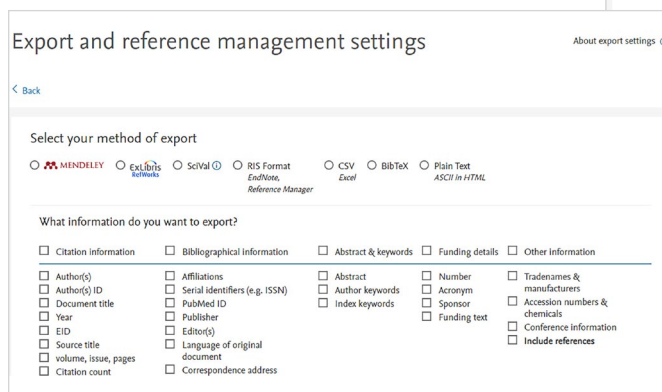 Export and reference management settings
About export settings
Back
Select your method of export
MENDELEY
ExLibris
RefWorks
SciVal
RIS Format
EndNote,
Reference Manager
CSV
Excel
BibTeX
Plain Text
ASCII in HTML
What information do you want to export?
Citation information
Author(s)
Author(s) ID
Document title
Year
EID
Source title
volume, issue, pages
Citation count
Bibliographical information
Affiliations
Serial identifiers (e.g. ISSN)
PubMed ID
Publisher
Editor(s)
Language of original
document
Correspondence address
Abstract & keywords
Abstract
Author keywords
Index keywords
Funding details
Number
Acronym
Sponsor
Funding text
Other information
Tradenames &
manufacturers
Accession numbers &
chemicals
Conference information
Include references